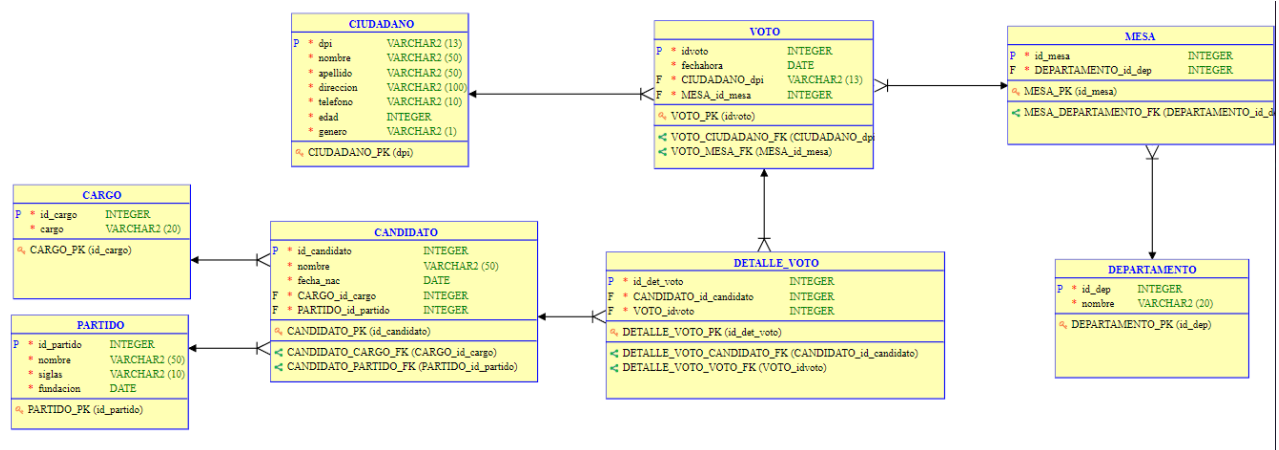 CIUDADANO
P * dpi VARCHAR2 (13)
* nombre VARCHAR2 (50)
* apellido VARCHAR2 (50)
* direccion VARCHAR2 (100)
* telefono VARCHAR2 (10)
* edad INTEGER
* genero VARCHAR2 (1)
CIUDADANO_PK (dpi)
VOTO
P * idvoto INTEGER
* fechahora DATE
F * CIUDADANO_dpi VARCHAR2 (13)
F * MESA_id_mesa INTEGER
VOTO_PK (idvoto)
VOTO_CIUDADANO_FK (CIUDADANO_dpi
VOTO_MESA_FK (MESA_id_mesa)
MESA
P * id_mesa INTEGER
F * DEPARTAMENTO_id_dep INTEGER
MESA_PK (id_mesa)
MESA_DEPARTAMENTO_FK (DEPARTAMENTO_id_d
CARGO
P * id_cargo INTEGER
* cargo VARCHAR2 (20)
CARGO_PK (id_cargo)
CANDIDATO
P * id_candidato INTEGER
* nombre VARCHAR2 (50)
* fecha_nac DATE
F * CARGO_id_cargo INTEGER
F * PARTIDO_id_partido INTEGER
CANDIDATO_PK (id_candidato)
CANDIDATO_CARGO_FK (CARGO_id_cargo)
CANDIDATO_PARTIDO_FK (PARTIDO_id_partido)
DETALLE_VOTO
P * id_det_voto INTEGER
F * CANDIDATO_id_candidato INTEGER
F * VOTO_idvoto INTEGER
DETALLE_VOTO_PK (id_det_voto)
DETALLE_VOTO_CANDIDATO_FK (CANDIDATO_id_candidato)
DETALLE_VOTO_VOTO_FK (VOTO_idvoto)
DEPARTAMENTO
P * id_dep INTEGER
* nombre VARCHAR2 (20)
DEPARTAMENTO_PK (id_dep)
PARTIDO
P * id_partido INTEGER
* nombre VARCHAR2 (50)
* siglas VARCHAR2 (10)
* fundacion DATE
PARTIDO_PK (id_partido)